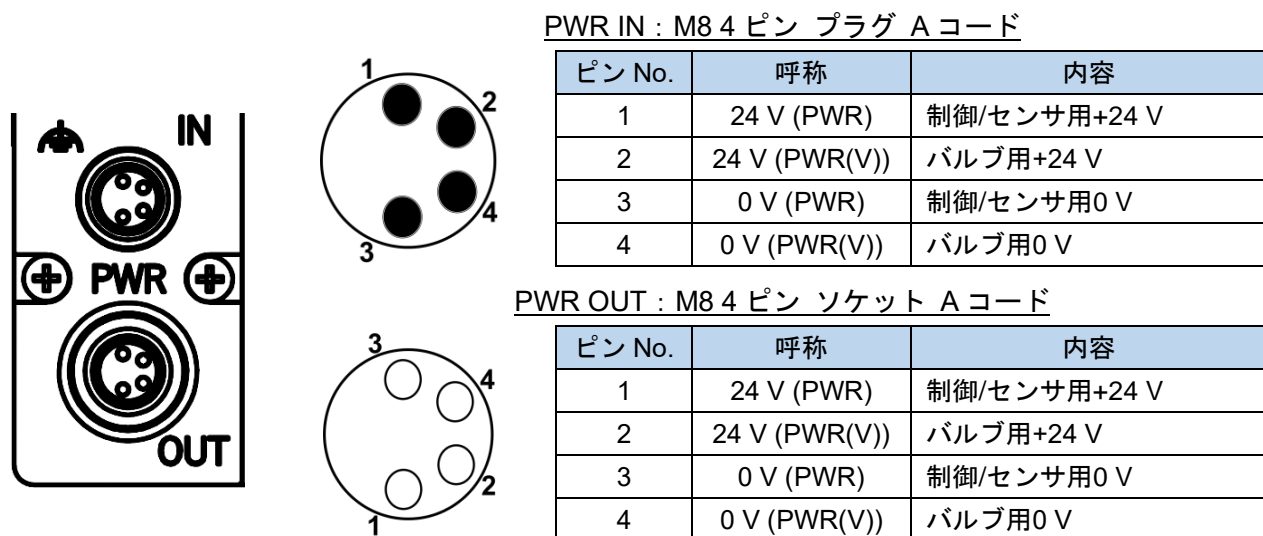 IN
PWR
OUT
PWR IN：M8 4 ピン プラグ A コード
1
2
4
3
ピン No. 呼称 内容
1 24 V (PWR) 制御/センサ用+24 V
2 24 V (PWR(V)) バルブ用+24 V
3 0 V (PWR) 制御/センサ用0 V
4 0 V (PWR(V)) バルブ用0 V
PWR OUT：M8 4 ピン ソケット A コード
3
4
2
1
ピン No. 呼称 内容
1 24 V (PWR) 制御/センサ用+24 V
2 24 V (PWR(V)) バルブ用+24 V
3 0 V (PWR) 制御/センサ用0 V
4 0 V (PWR(V)) バルブ用0 V